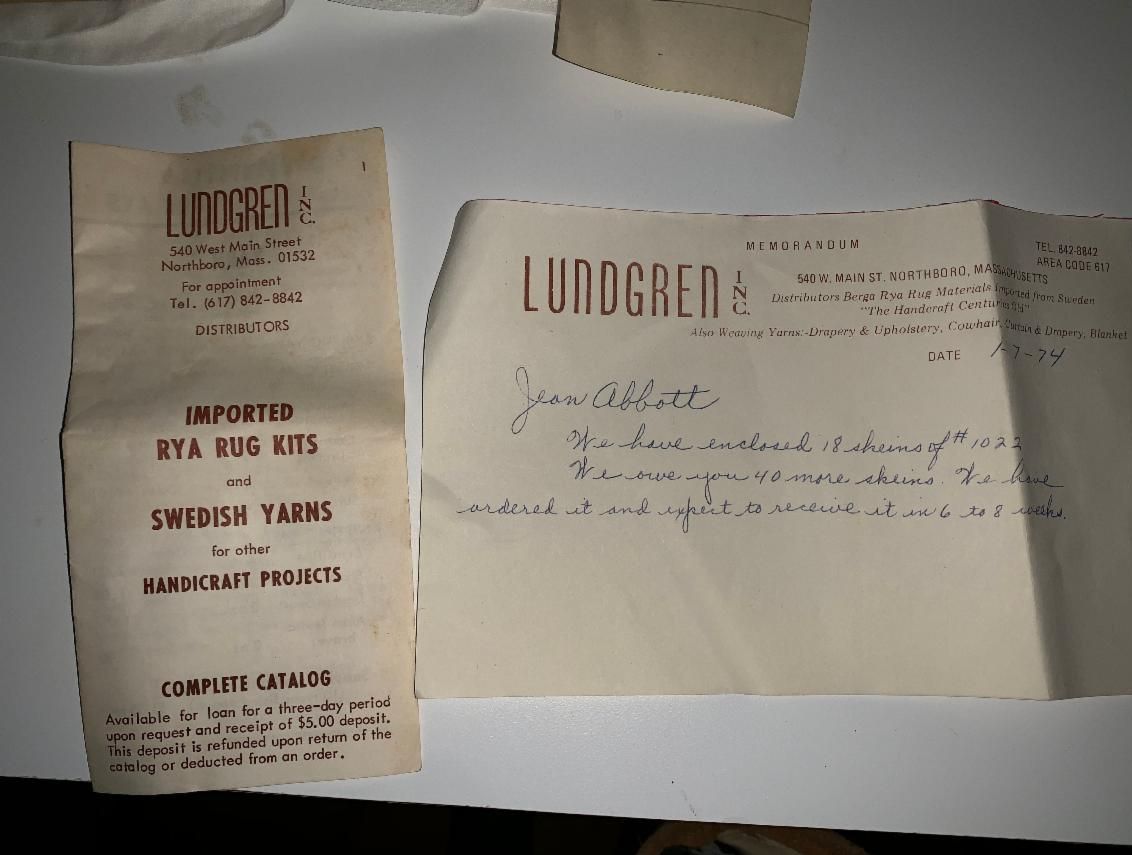 1
LUNDGREN INC.
540 West Main Street
Northboro, Mass. 01532
For appointment
Tel. (617) 842-8842
DISTRIBUTORS
IMPORTED
RYA RUG KITS
and
SWEDISH YARNS
for other
HANDICRAFT PROJECTS
COMPLETE CATALOG
Available for loan for a three-day period
upon request and receipt of $5.00 deposit.
This deposit is refunded upon return of the
catalog or deducted from an order.
MEMORANDUM
TEL. 842-8842
AREA CODE 617
LUNDGREN INC.
540 W. MAIN ST. NORTHBORO, MASSACHUSETTS
Distributors Berga Rya Rug Materials Imported from Sweden
"The Handcraft Centuries Old"
Also Weaving Yarns:-Drapery & Upholstery, Cowhair, Curtain & Drapery, Blanket
DATE 1-7-74
Jean Abbott
We have enclosed 18 skeins of #1022
We owe you 40 more skeins. We have
ordered it and expect to receive it in 6 to 8 weeks.